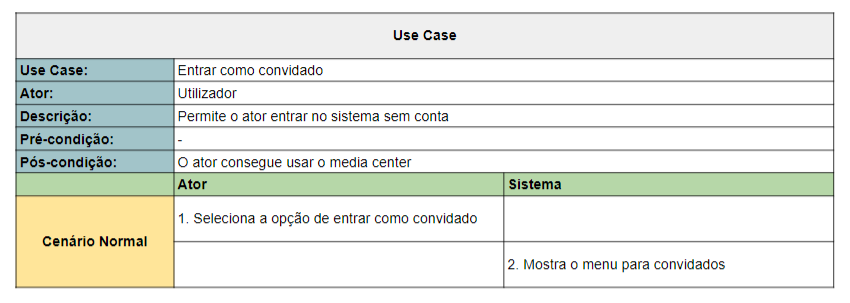 Use Case
Use Case: Entrar como convidado
Ator: Utilizador
Descrição: Permite o ator entrar no sistema sem conta
Pré-condição: -
Pós-condição: O ator consegue usar o media center
Ator Sistema
Cenário Normal
1. Seleciona a opção de entrar como convidado
2. Mostra o menu para convidados